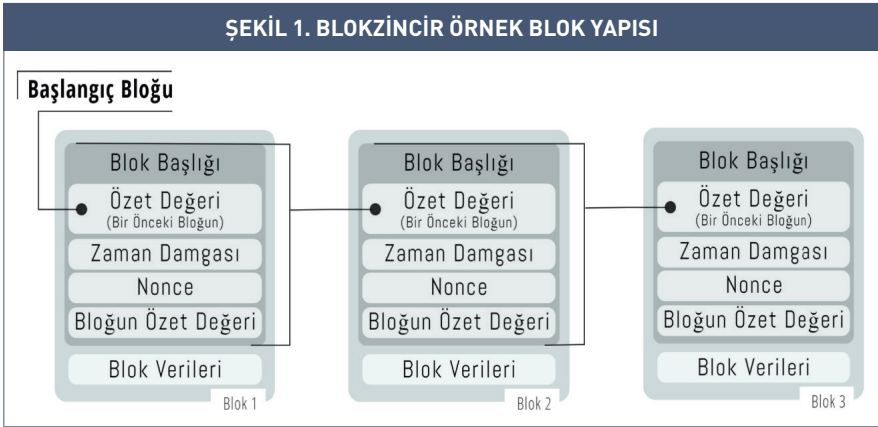 ŞEKİL 1. BLOKZİNCİR ÖRNEK BLOK YAPISI
Başlangıç Bloğu
Blok Başlığı
Özet Değeri
(Bir Önceki Bloğun)
Zaman Damgası
Nonce
Bloğun Özet Değeri
Blok Verileri
Blok 1
Blok Başlığı
Özet Değeri
(Bir Önceki Bloğun)
Zaman Damgası
Nonce
Bloğun Özet Değeri
Blok Verileri
Blok 2
Blok Başlığı
Özet Değeri
(Bir Önceki Bloğun)
Zaman Damgası
Nonce
Bloğun Özet Değeri
Blok Verileri
Blok 3